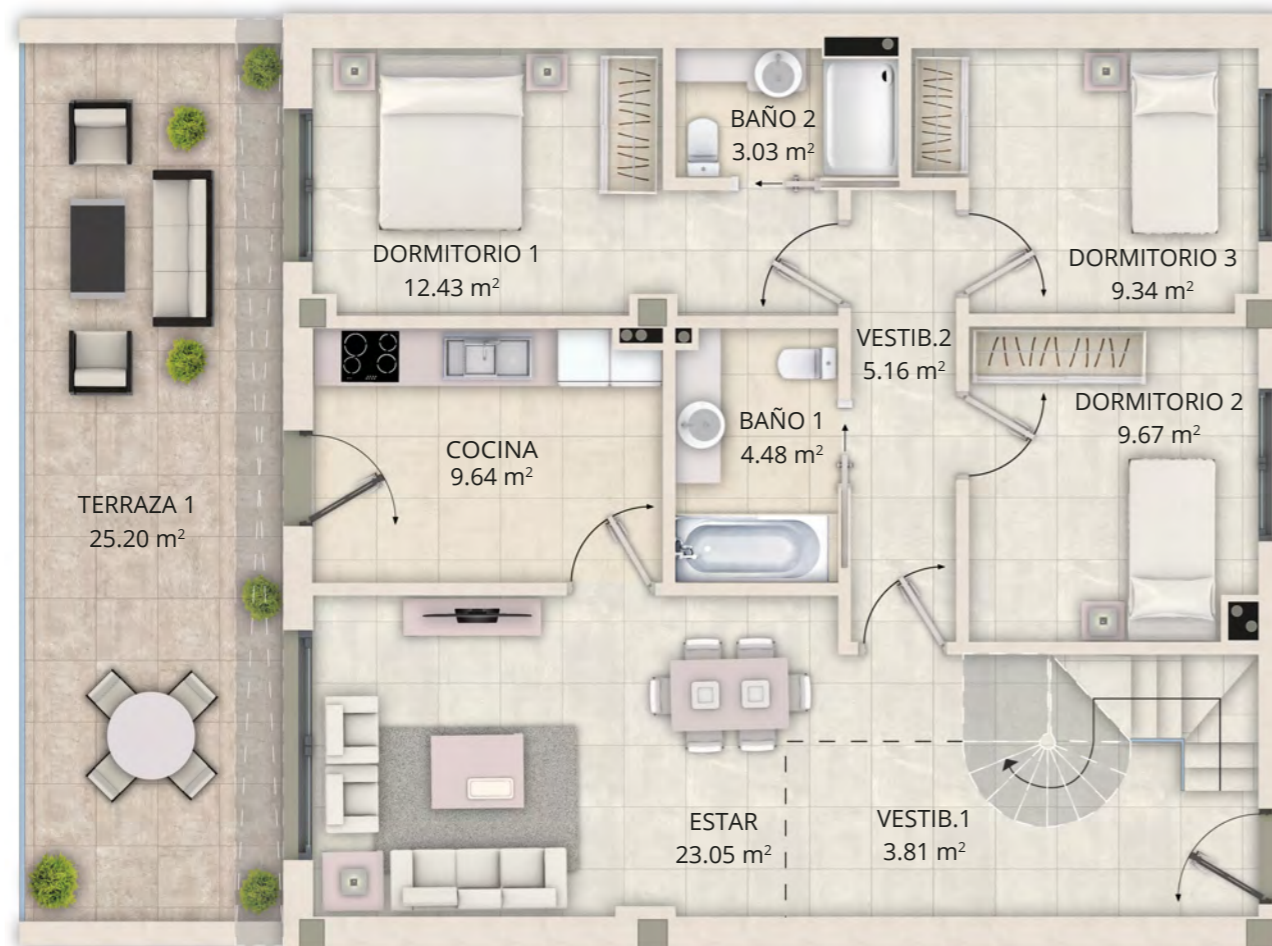 BAÑO 2
3.03 m²
DORMITORIO 1
12.43 m²
DORMITORIO 3
9.34 m²
VESTIB.2
5.16 m²
DORMITORIO 2
9.67 m²
BAÑO 1
4.48 m²
COCINA
9.64 m²
TERRAZA 1
25.20 m²
ESTAR
23.05 m²
VESTIB.1
3.81 m²